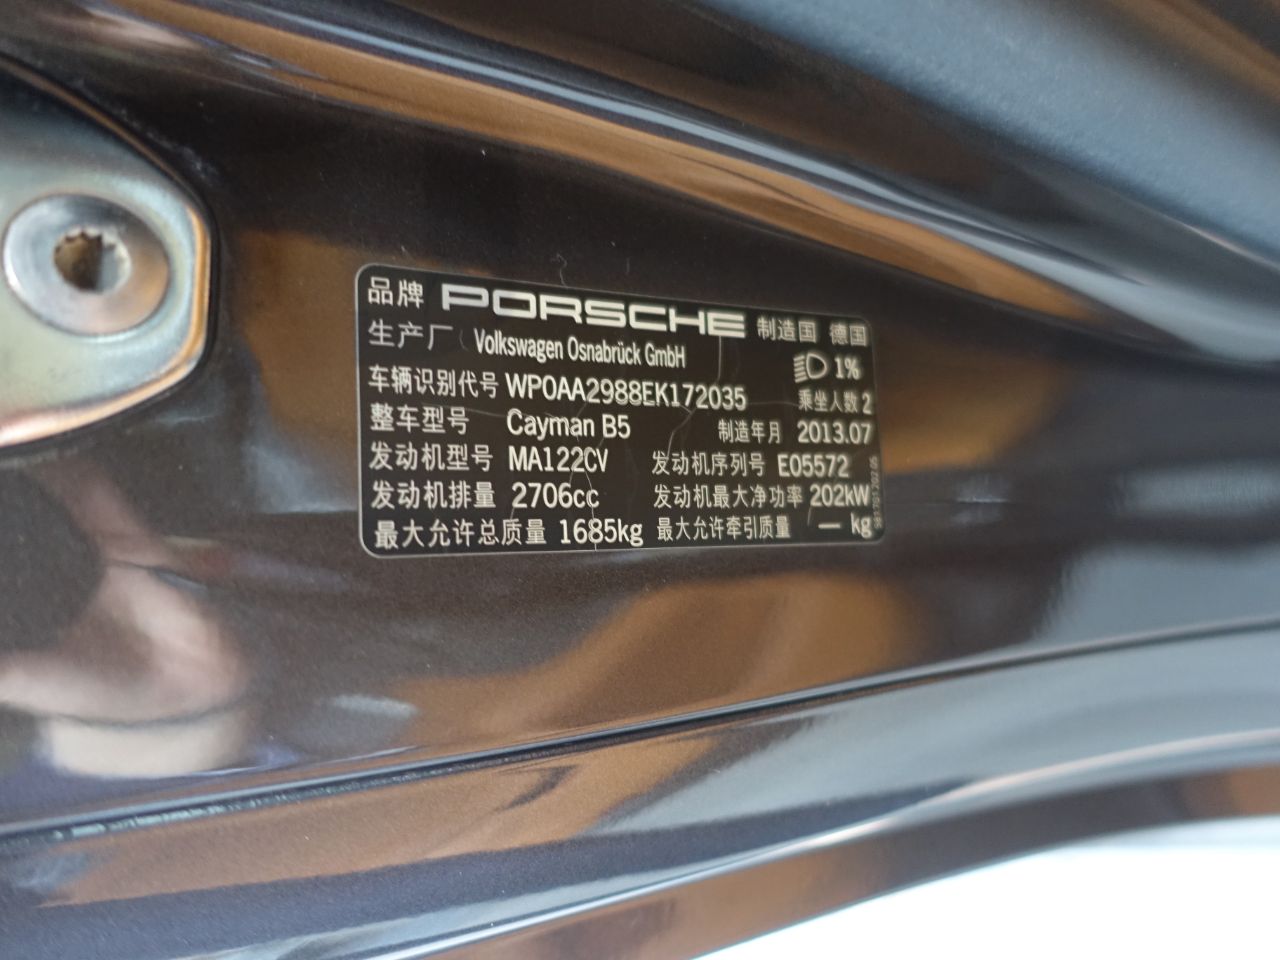 品牌 PORSCHE 制造国 德国
生产厂 Volkswagen Osnabrück GmbH 1%
车辆识别代号 WP0AA2988EK172035 乘坐人数 2
整车型号 Cayman B5 制造年月 2013.07
发动机型号 MA122CV 发动机序列号 E05572
发动机排量 2706cc 发动机最大净功率 202kW
最大允许总质量 1685kg 最大允许牵引质量 — kg